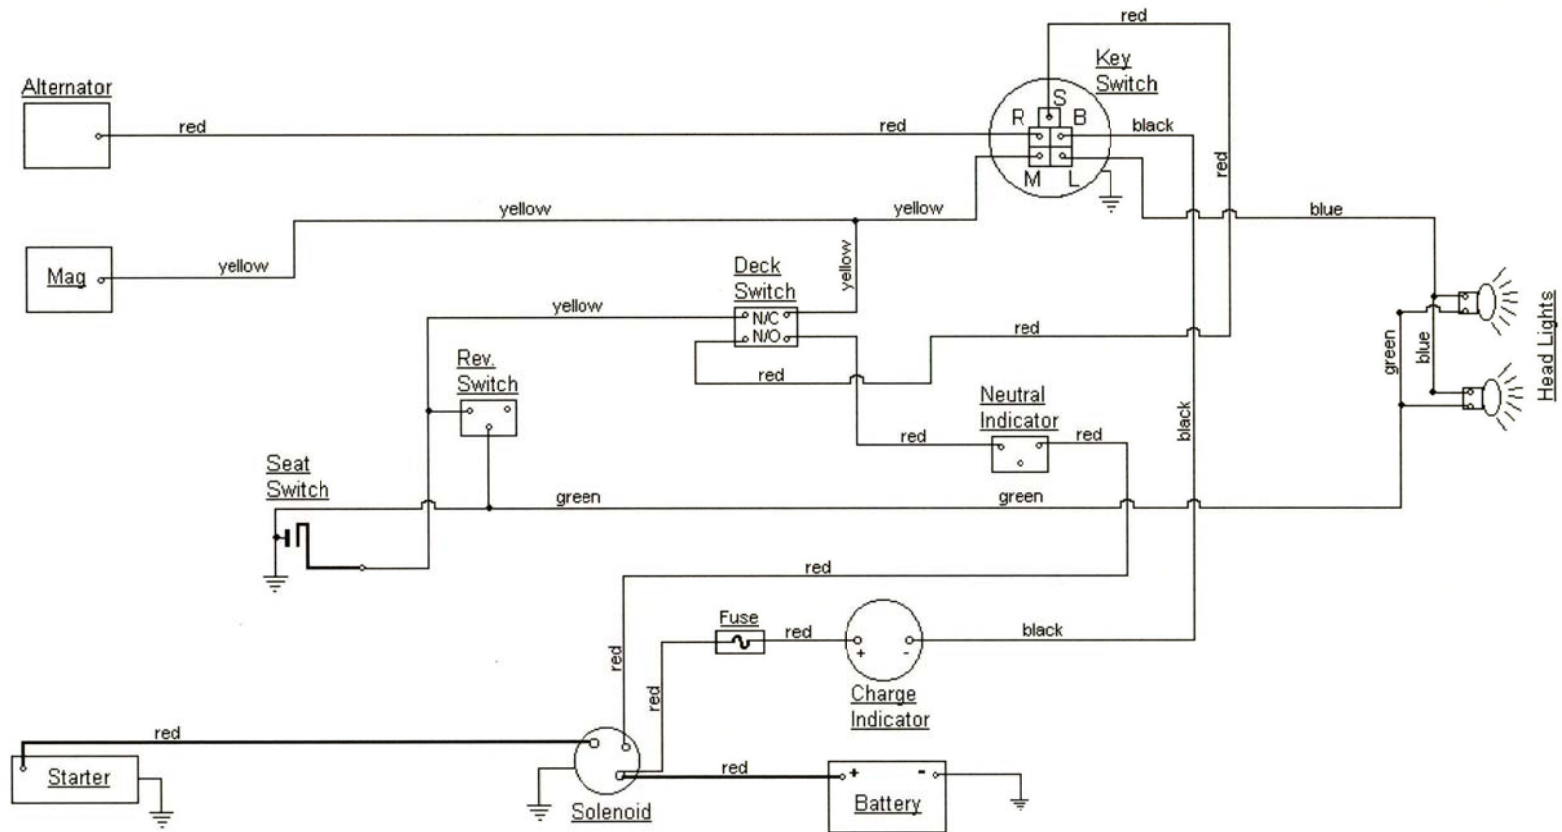 red
Key
Switch
Alternator
S
R
B
red
red
black
red
M
L
yellow
yellow
blue
yellow
Mag
yellow
Deck
Switch
N/C
N/O
yellow
red
red
Head Lights
green
blue
Rev.
Switch
Neutral
Indicator
black
red
red
Seat
Switch
green
green
red
Fuse
red
black
+
-
red
red
Charge
Indicator
red
red
+
-
Starter
Solenoid
Battery